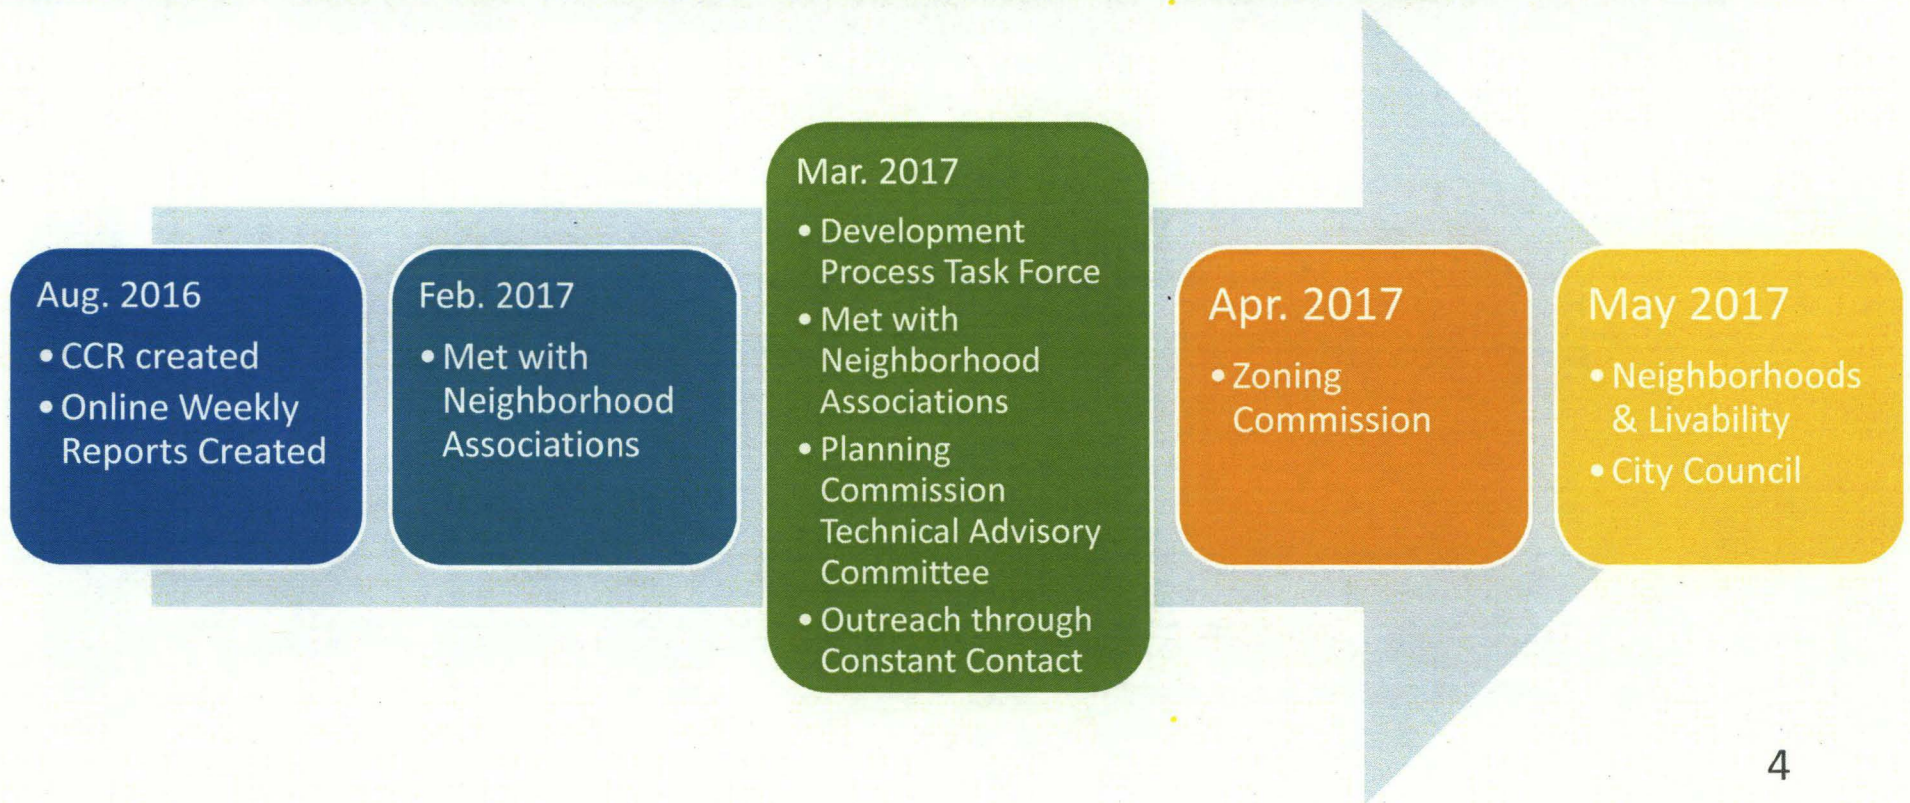 Aug. 2016
• CCR created
• Online Weekly
Reports Created
Feb. 2017
• Met with
Neighborhood
Associations
Mar. 2017
• Development
Process Task Force
• Met with
Neighborhood
Associations
• Planning
Commission
Technical Advisory
Committee
• Outreach through
Constant Contact
Apr. 2017
• Zoning
Commission
May 2017
• Neighborhoods
& Livability
• City Council
4